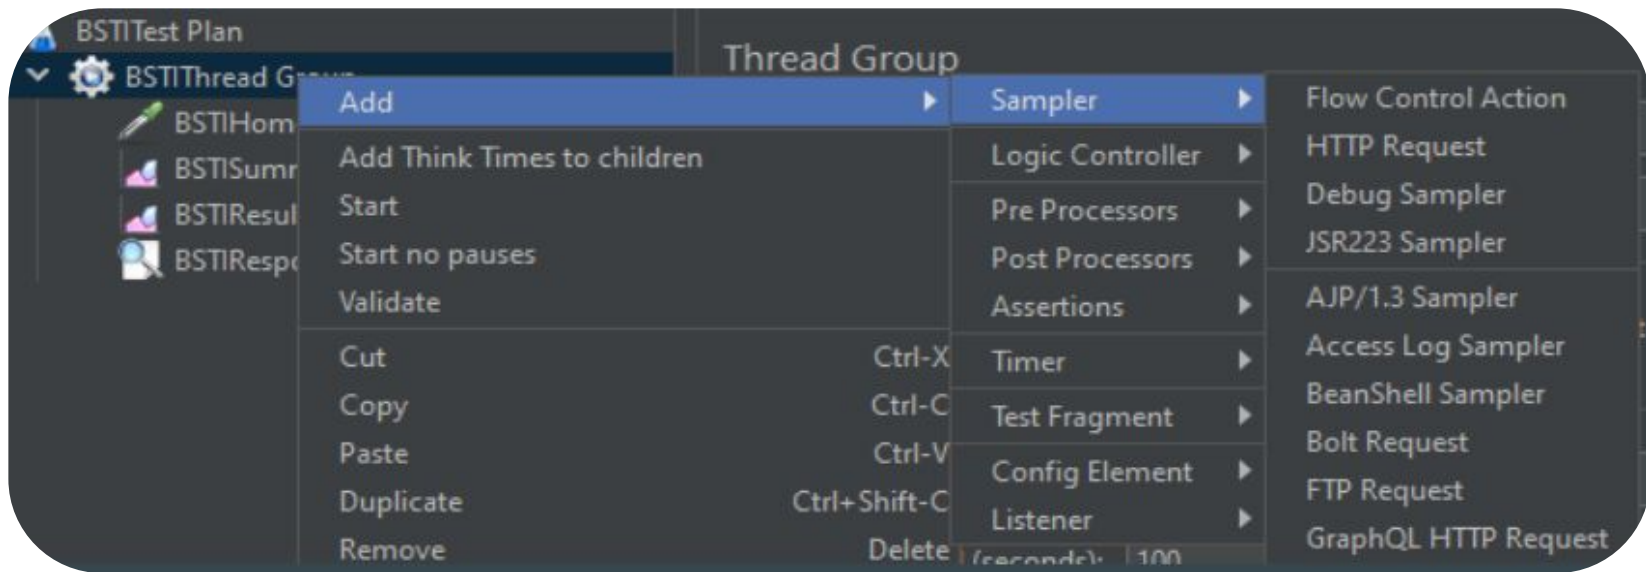 BSTITest Plan
BSTIThread G
BSTIHom
BSTISumr
BSTIResul
BSTIRespo
Thread Group
Add
Add Think Times to children
Start
Start no pauses
Validate
Cut Ctrl-X
Copy Ctrl-C
Paste Ctrl-V
Duplicate Ctrl+Shift-C
Remove Delete
Sampler
Logic Controller
Pre Processors
Post Processors
Assertions
Timer
Test Fragment
Config Element
Listener
(seconds): 100
Flow Control Action
HTTP Request
Debug Sampler
JSR223 Sampler
AJP/1.3 Sampler
Access Log Sampler
BeanShell Sampler
Bolt Request
FTP Request
GraphQL HTTP Request